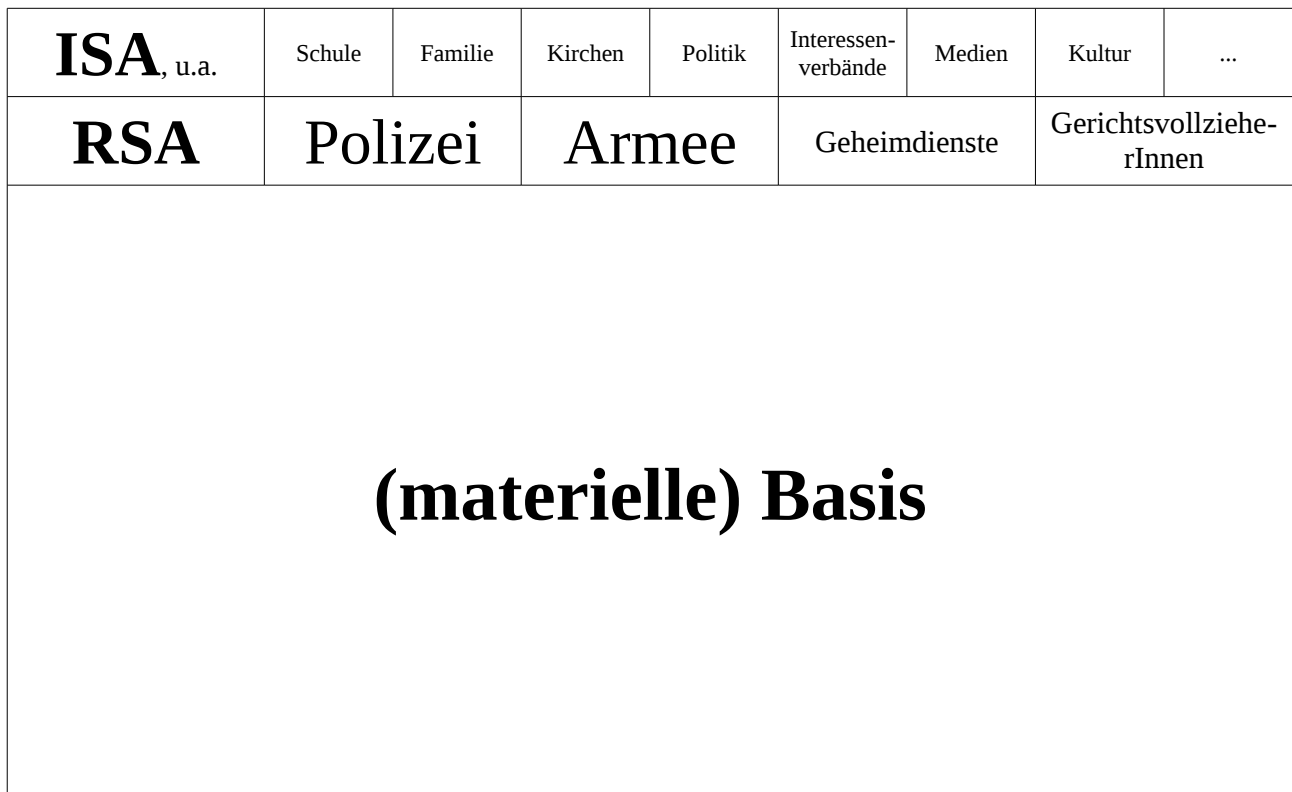 ISA, u.a.
Schule
Familie
Kirchen
Politik
Interessen-
verbände
Medien
Kultur
...
RSA
Polizei
Armee
Geheimdienste
Gerichtsvollziehe-
rInnen
(materielle) Basis